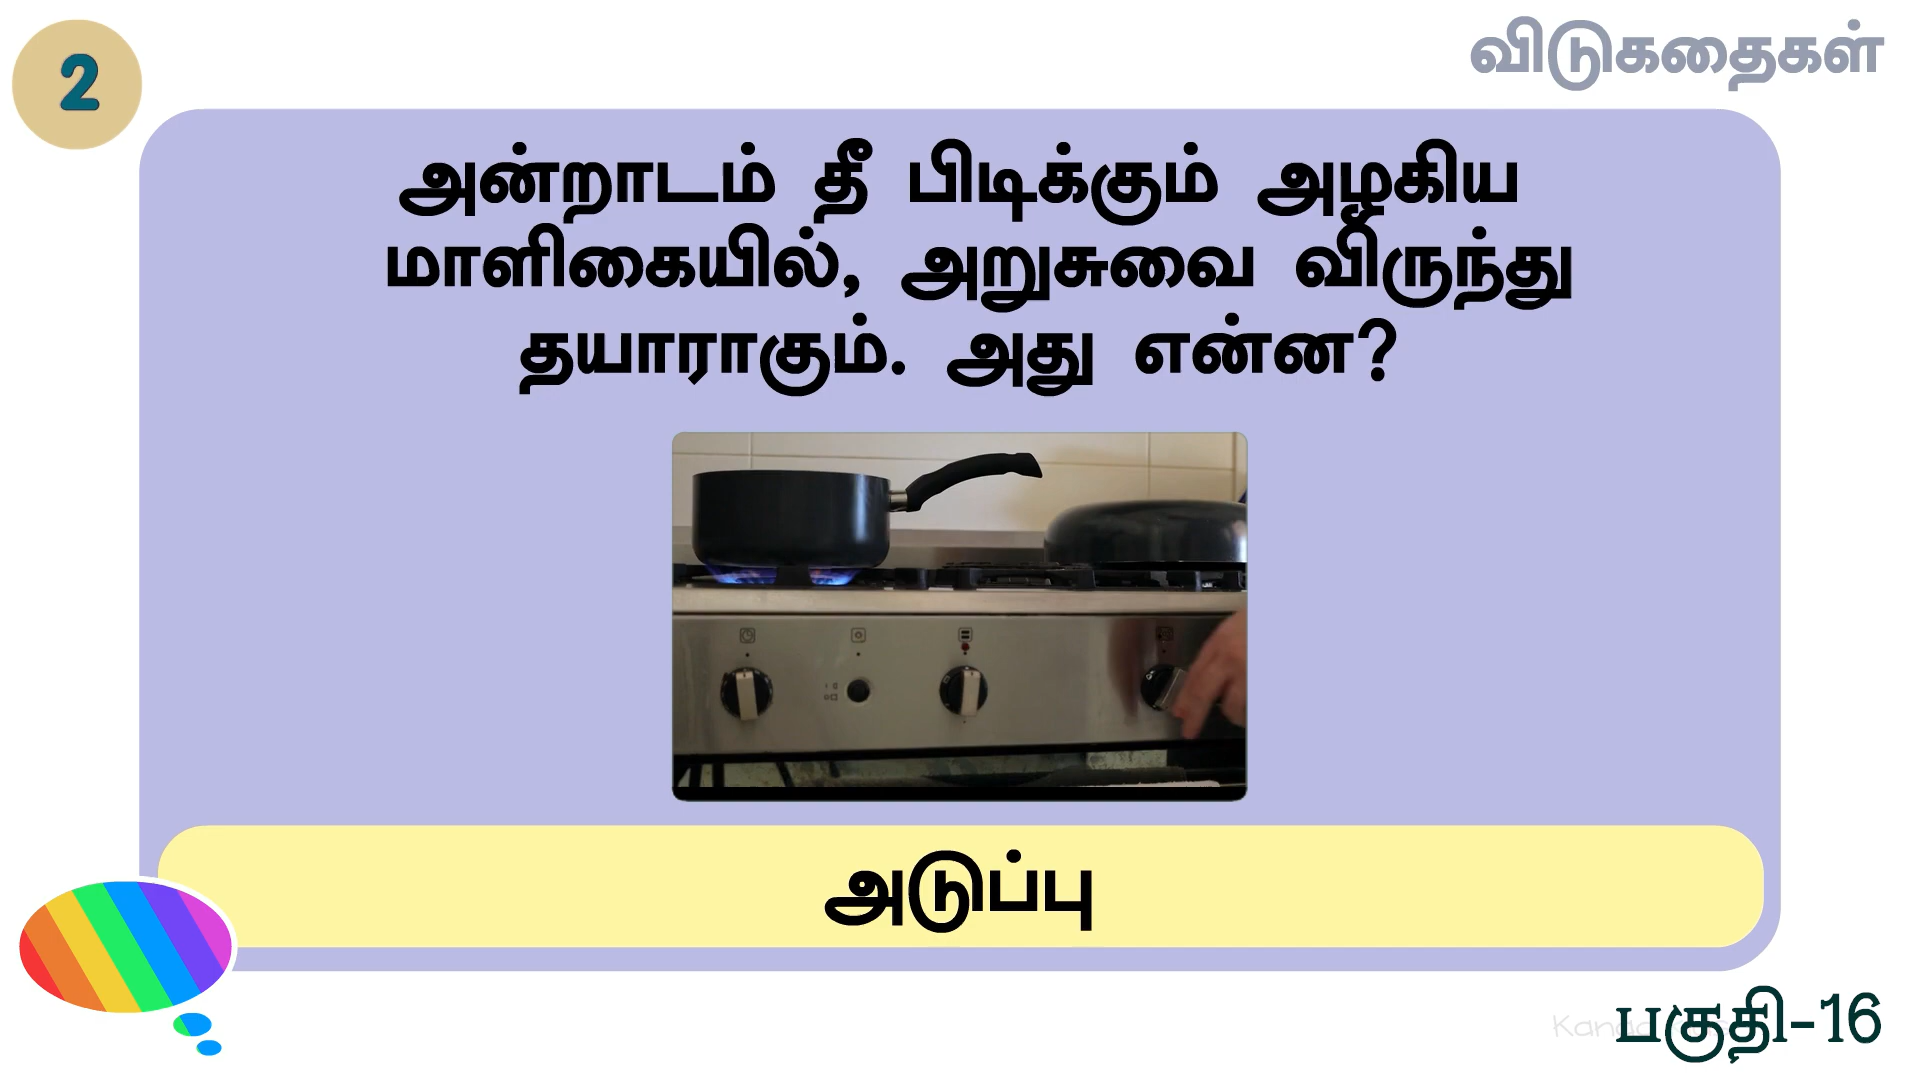 2
விடுகதைகள்
அன்றாடம் தீ பிடிக்கும் அழகிய
மாளிகையில், அறுசுவை விருந்து
தயாராகும். அது என்ன?
அடுப்பு
பகுதி-16